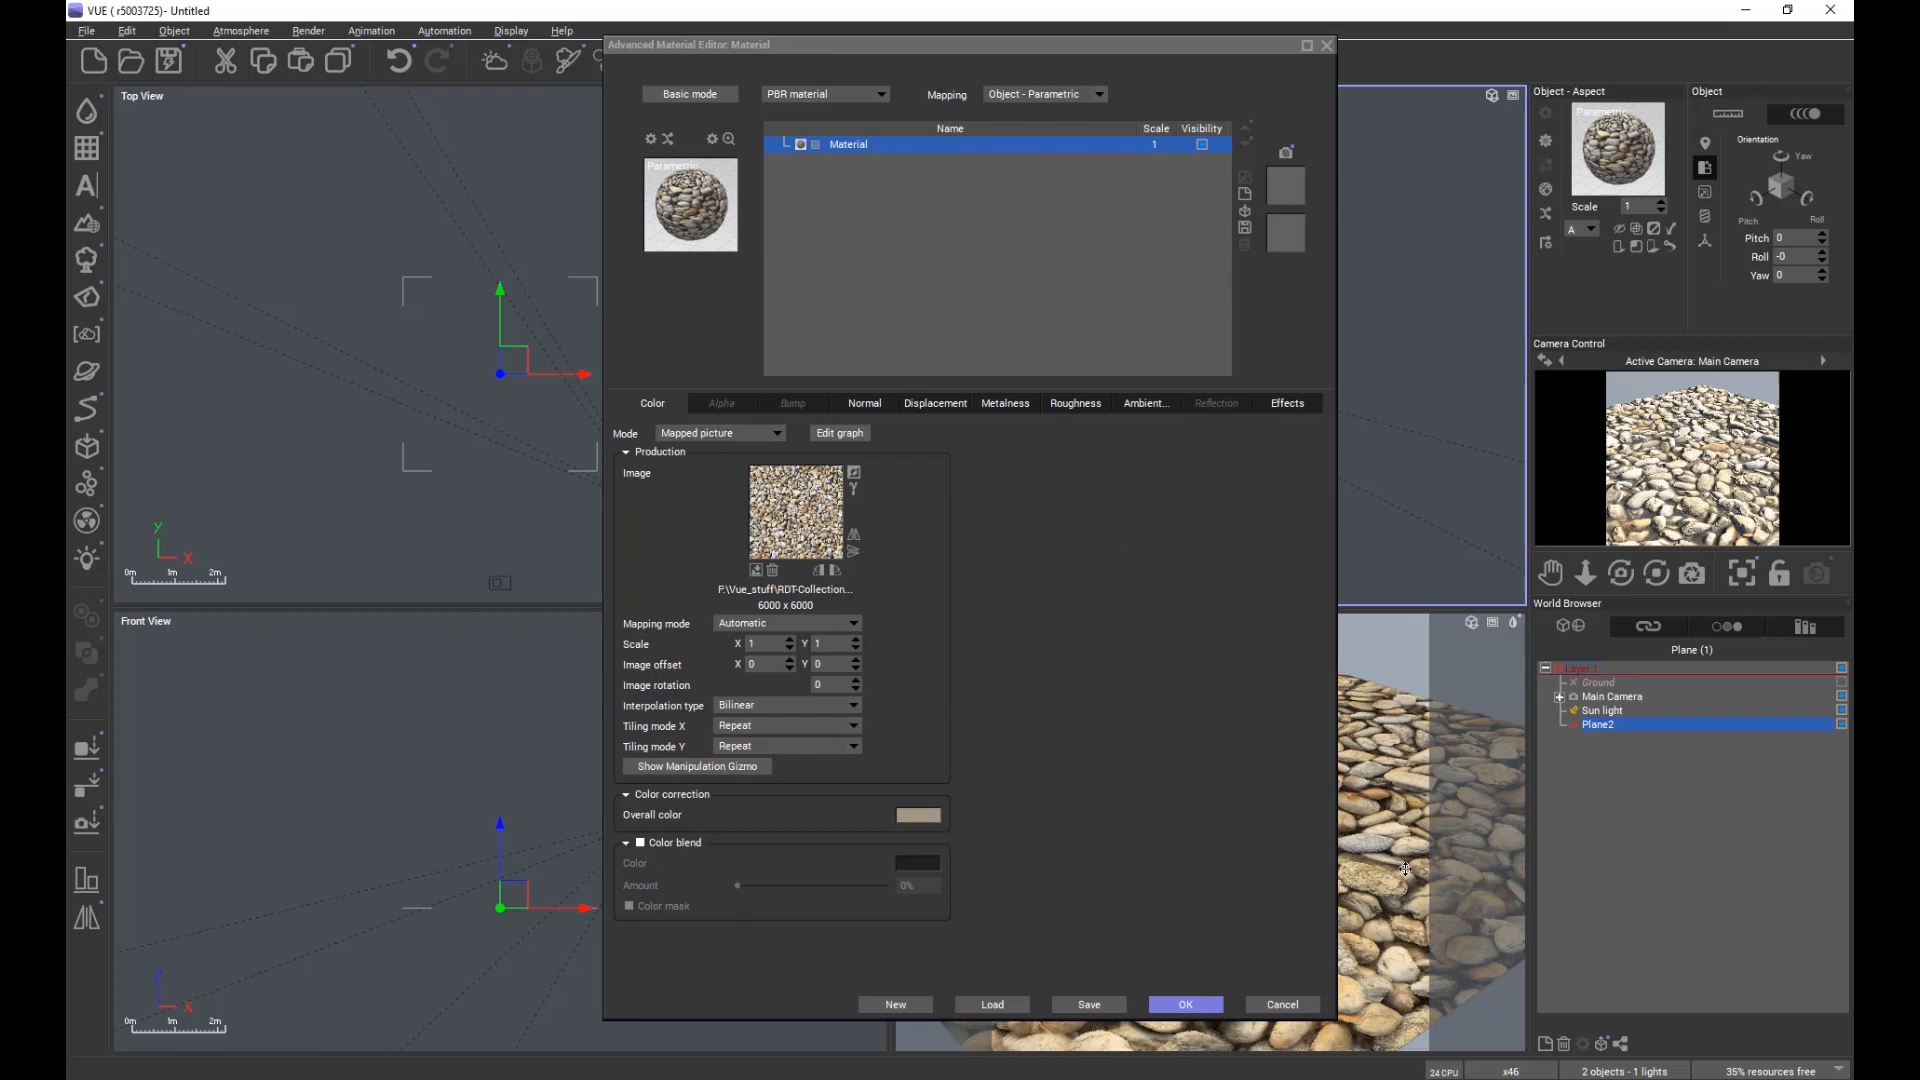 VUE ( r5003725)- Untitled
File Edit Object Atmosphere Render Animation Automation Display Help
Advanced Material Editor: Material
Basic mode PBR material Mapping Object - Parametric
Name Scale Visibility
Material 1
Parametric
Color Alpha Bump Normal Displacement Metalness Roughness Ambient... Reflection Effects
Mode Mapped picture Edit graph
Production
Image
F:\Vue_stuff\RDT-Collection...
6000 x 6000
Mapping mode Automatic
Scale X 1 Y 1
Image offset X 0 Y 0
Image rotation 0
Interpolation type Bilinear
Tiling mode X Repeat
Tiling mode Y Repeat
Show Manipulation Gizmo
Color correction
Overall color
Color blend
Color
Amount 0%
Color mask
New Load Save OK Cancel
Top View
Y
X
0m 1m 2m
Front View
Z
X
0m 1m 2m
Object - Aspect
Parametric
Scale 1
A
Object
Orientation
Yaw
Pitch Roll
Pitch 0
Roll -0
Yaw 0
Camera Control
Active Camera: Main Camera
World Browser
Plane (1)
Layer 1
Ground
Main Camera
Sun light
Plane2
24 CPU x46 2 objects - 1 lights 35% resources free